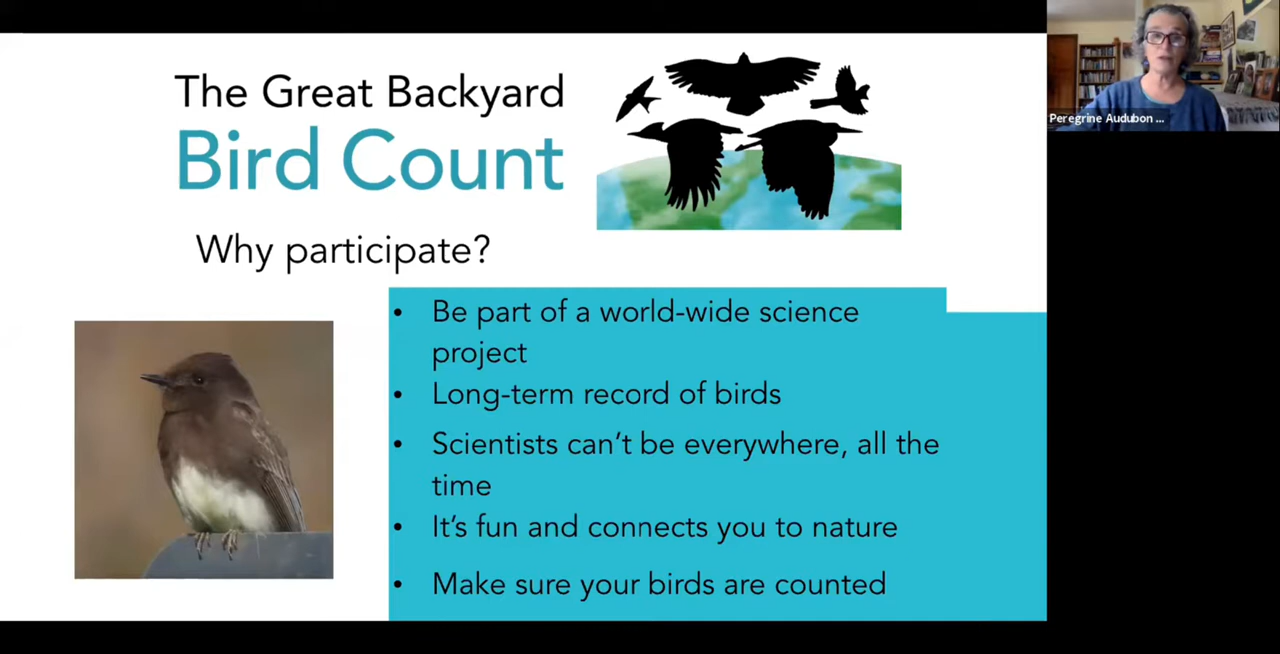 The Great Backyard
Bird Count
Why participate?
• Be part of a world-wide science
project
• Long-term record of birds
• Scientists can't be everywhere, all the
time
• It's fun and connects you to nature
• Make sure your birds are counted
Peregrine Audubon ...